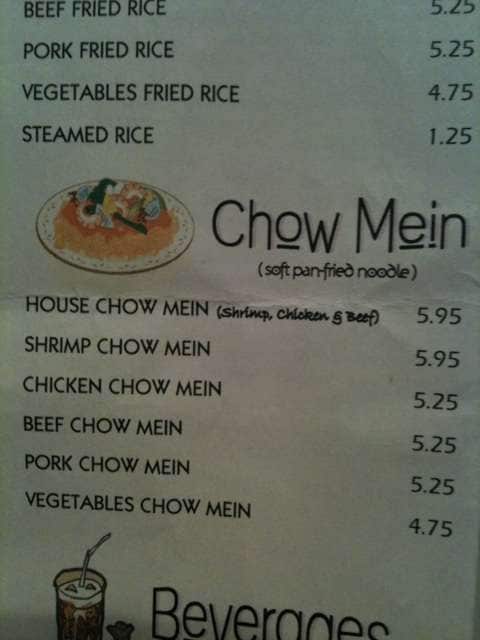 BEEF FRIED RICE 5.25
PORK FRIED RICE 5.25
VEGETABLES FRIED RICE 4.75
STEAMED RICE 1.25
Chow Mein
(soft pan-fried noodle)
HOUSE CHOW MEIN (Shrimp, Chicken & Beef) 5.95
SHRIMP CHOW MEIN 5.95
CHICKEN CHOW MEIN 5.25
BEEF CHOW MEIN 5.25
PORK CHOW MEIN 5.25
VEGETABLES CHOW MEIN 4.75
Beverages